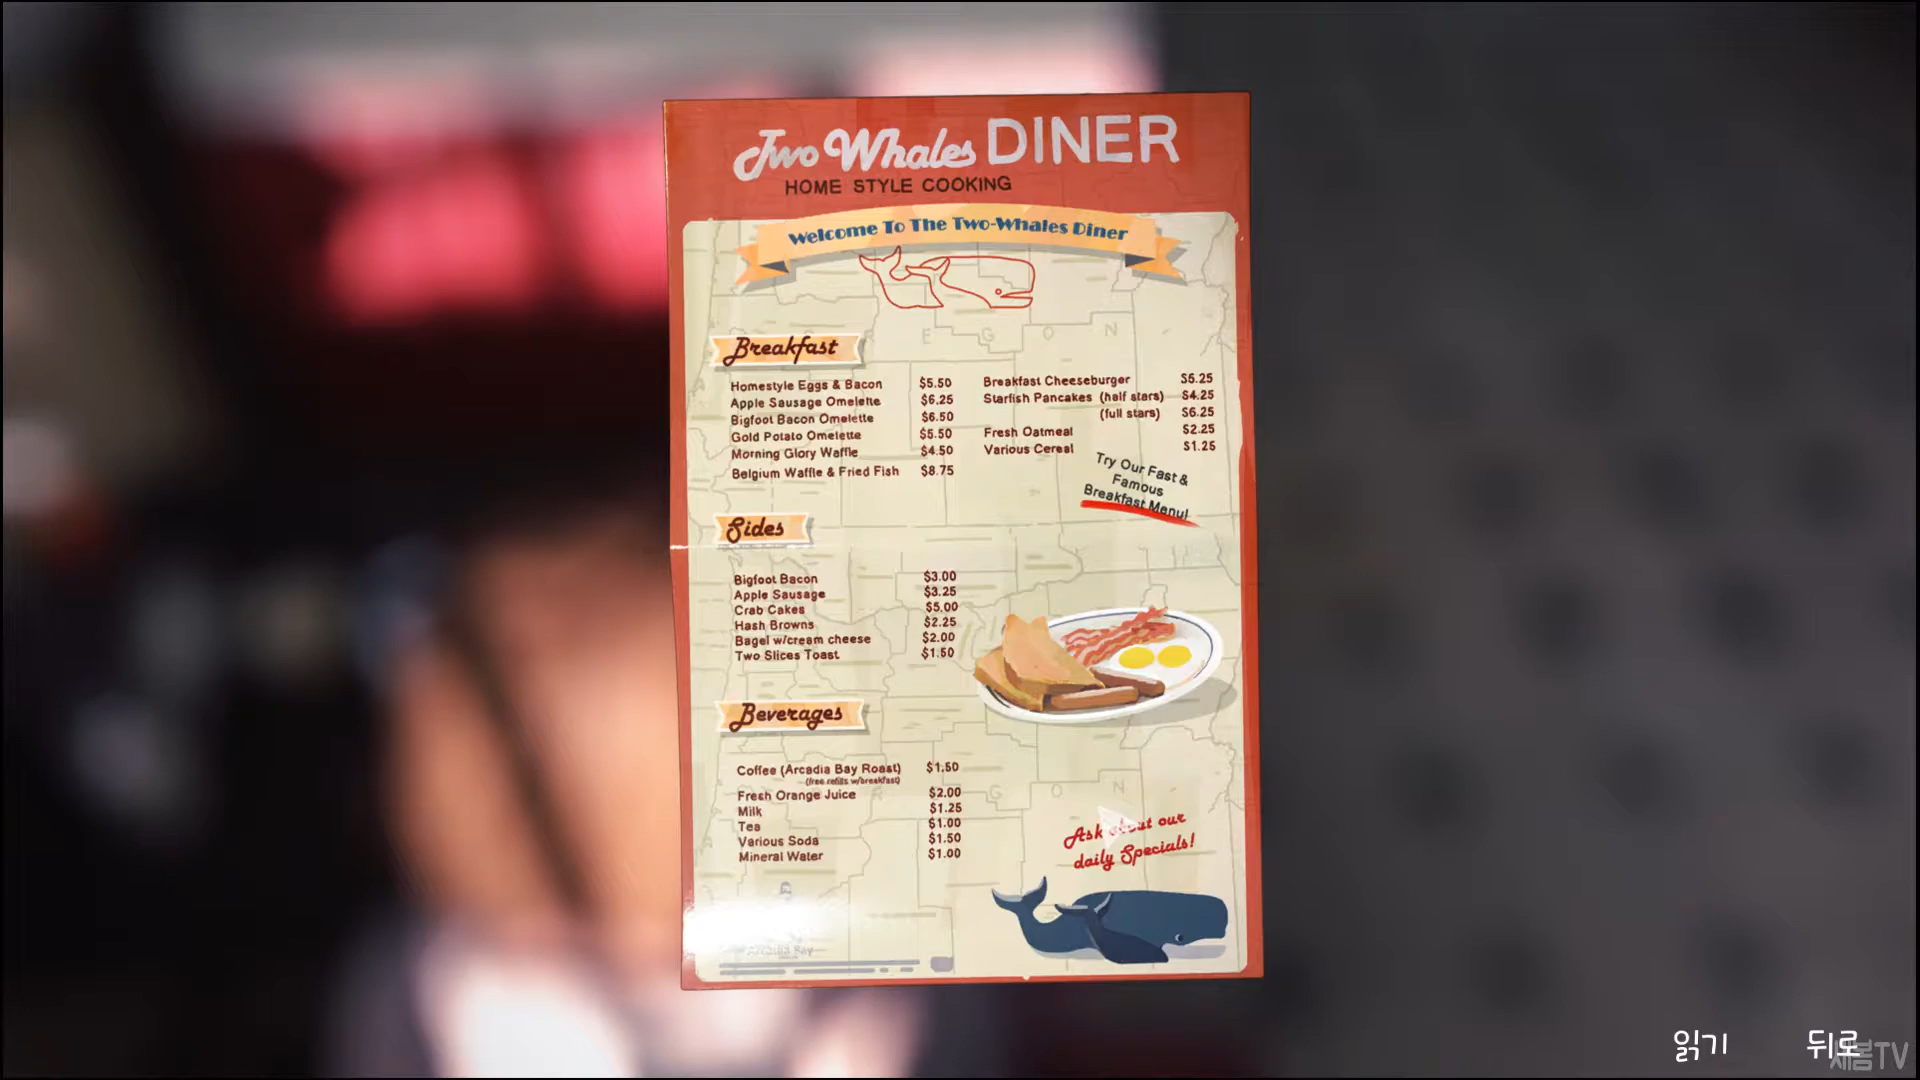 Two Whales DINER
HOME STYLE COOKING
Welcome To The Two-Whales Diner
E G O N
Breakfast
Homestyle Eggs & Bacon $5.50
Apple Sausage Omelette $6.25
Bigfoot Bacon Omelette $6.50
Gold Potato Omelette $5.50
Morning Glory Waffle $4.50
Belgium Waffle & Fried Fish $8.75
Breakfast Cheeseburger
Starfish Pancakes (half stars) $4.25
(full stars) $6.25
Fresh Oatmeal $2.25
Various Cereal $1.25
Try Our Fast &
Famous
Breakfast Menu!
Sides
Bigfoot Bacon $3.00
Apple Sausage $3.25
Crab Cakes $5.00
Hash Browns $2.25
Bagel w/cream cheese $2.00
Two Slices Toast $1.50
Beverages
Coffee (Arcadia Bay Roast) $1.50
(free refills w/breakfast)
Fresh Orange Juice $2.00
Milk $1.25
Tea $1.00
Various Soda $1.50
Mineral Water $1.00
G O N
Ask about our
daily Specials!
Arcadia Bay
읽기
뒤로
새봄TV